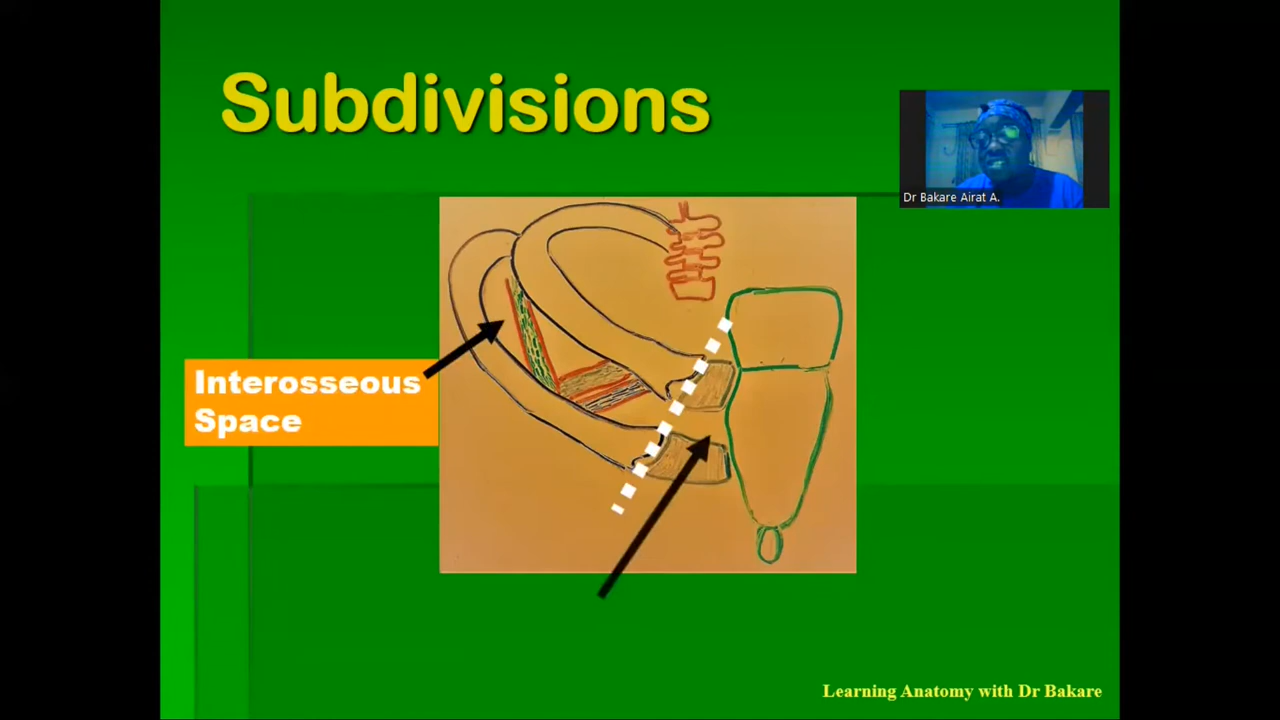 Subdivisions
Dr Bakare Airat A.
Interosseous
Space
Learning Anatomy with Dr Bakare